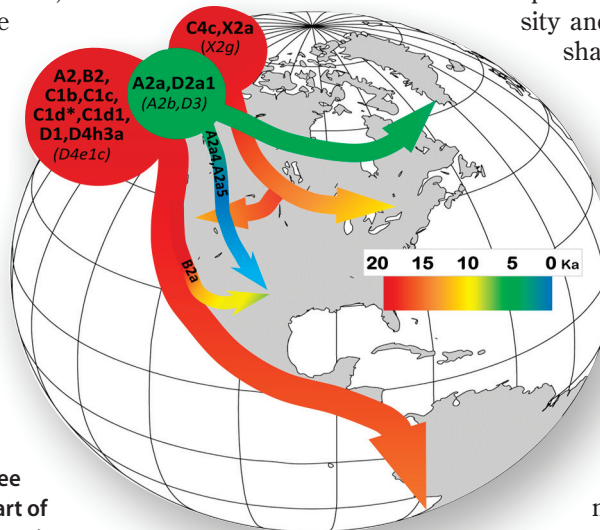 e
sity and
sha
C4c,X2a
(X2g)
A2,B2,
C1b,C1c,
C1d*,C1d1,
D1,D4h3a
(D4e1c)
A2a,D2a1
(A2b,D3)
A2a4,A2a5
B2a
20 15 10 5 0 Ka
ee
art of